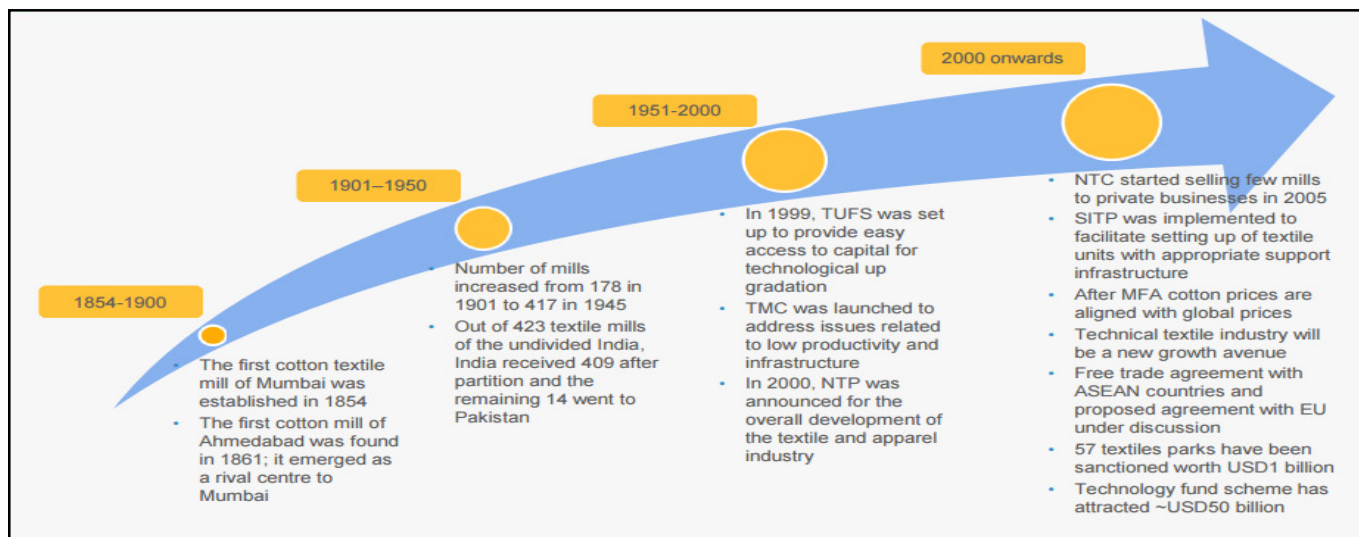 1854-1900
• The first cotton textile
mill of Mumbai was
established in 1854
• The first cotton mill of
Ahmedabad was found
in 1861; it emerged as
a rival centre to
Mumbai
1901–1950
• Number of mills
increased from 178 in
1901 to 417 in 1945
• Out of 423 textile mills
of the undivided India,
India received 409 after
partition and the
remaining 14 went to
Pakistan
1951-2000
• In 1999, TUFS was set
up to provide easy
access to capital for
technological up
gradation
• TMC was launched to
address issues related
to low productivity and
infrastructure
• In 2000, NTP was
announced for the
overall development of
the textile and apparel
industry
2000 onwards
• NTC started selling few mills
to private businesses in 2005
• SITP was implemented to
facilitate setting up of textile
units with appropriate support
infrastructure
• After MFA cotton prices are
aligned with global prices
• Technical textile industry will
be a new growth avenue
• Free trade agreement with
ASEAN countries and
proposed agreement with EU
under discussion
• 57 textiles parks have been
sanctioned worth USD1 billion
• Technology fund scheme has
attracted ~USD50 billion